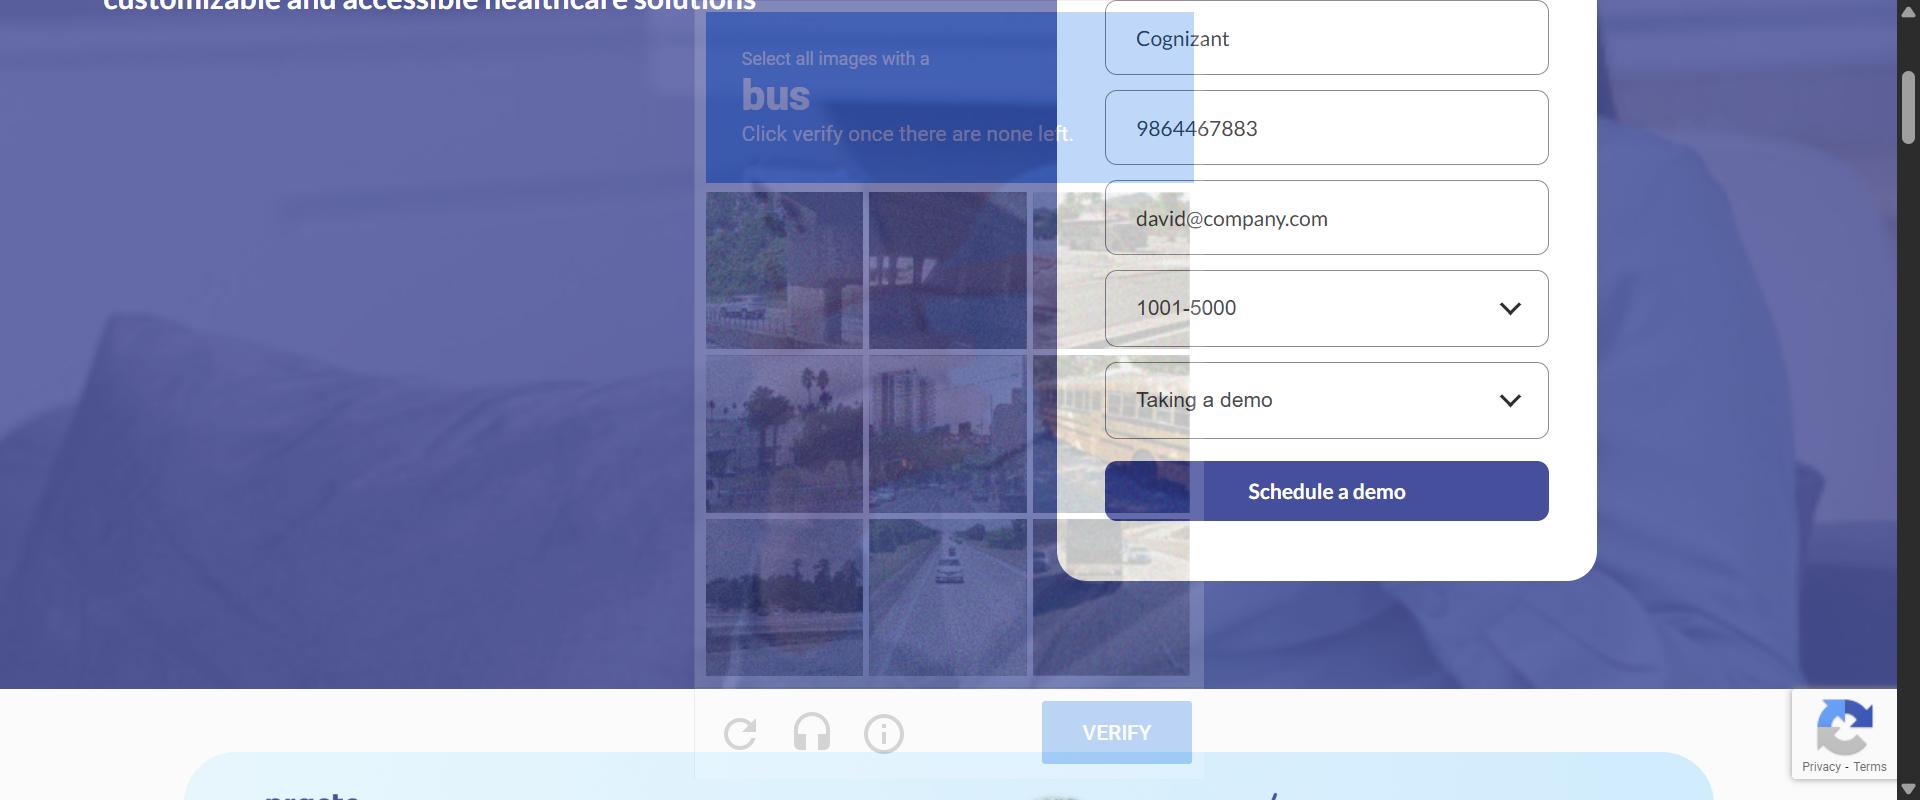 customizable and accessible healthcare solutions
Select all images with a
bus
Click verify once there are none left.
Cognizant
9864467883
david@company.com
1001-5000
Taking a demo
Schedule a demo
VERIFY
Privacy - Terms